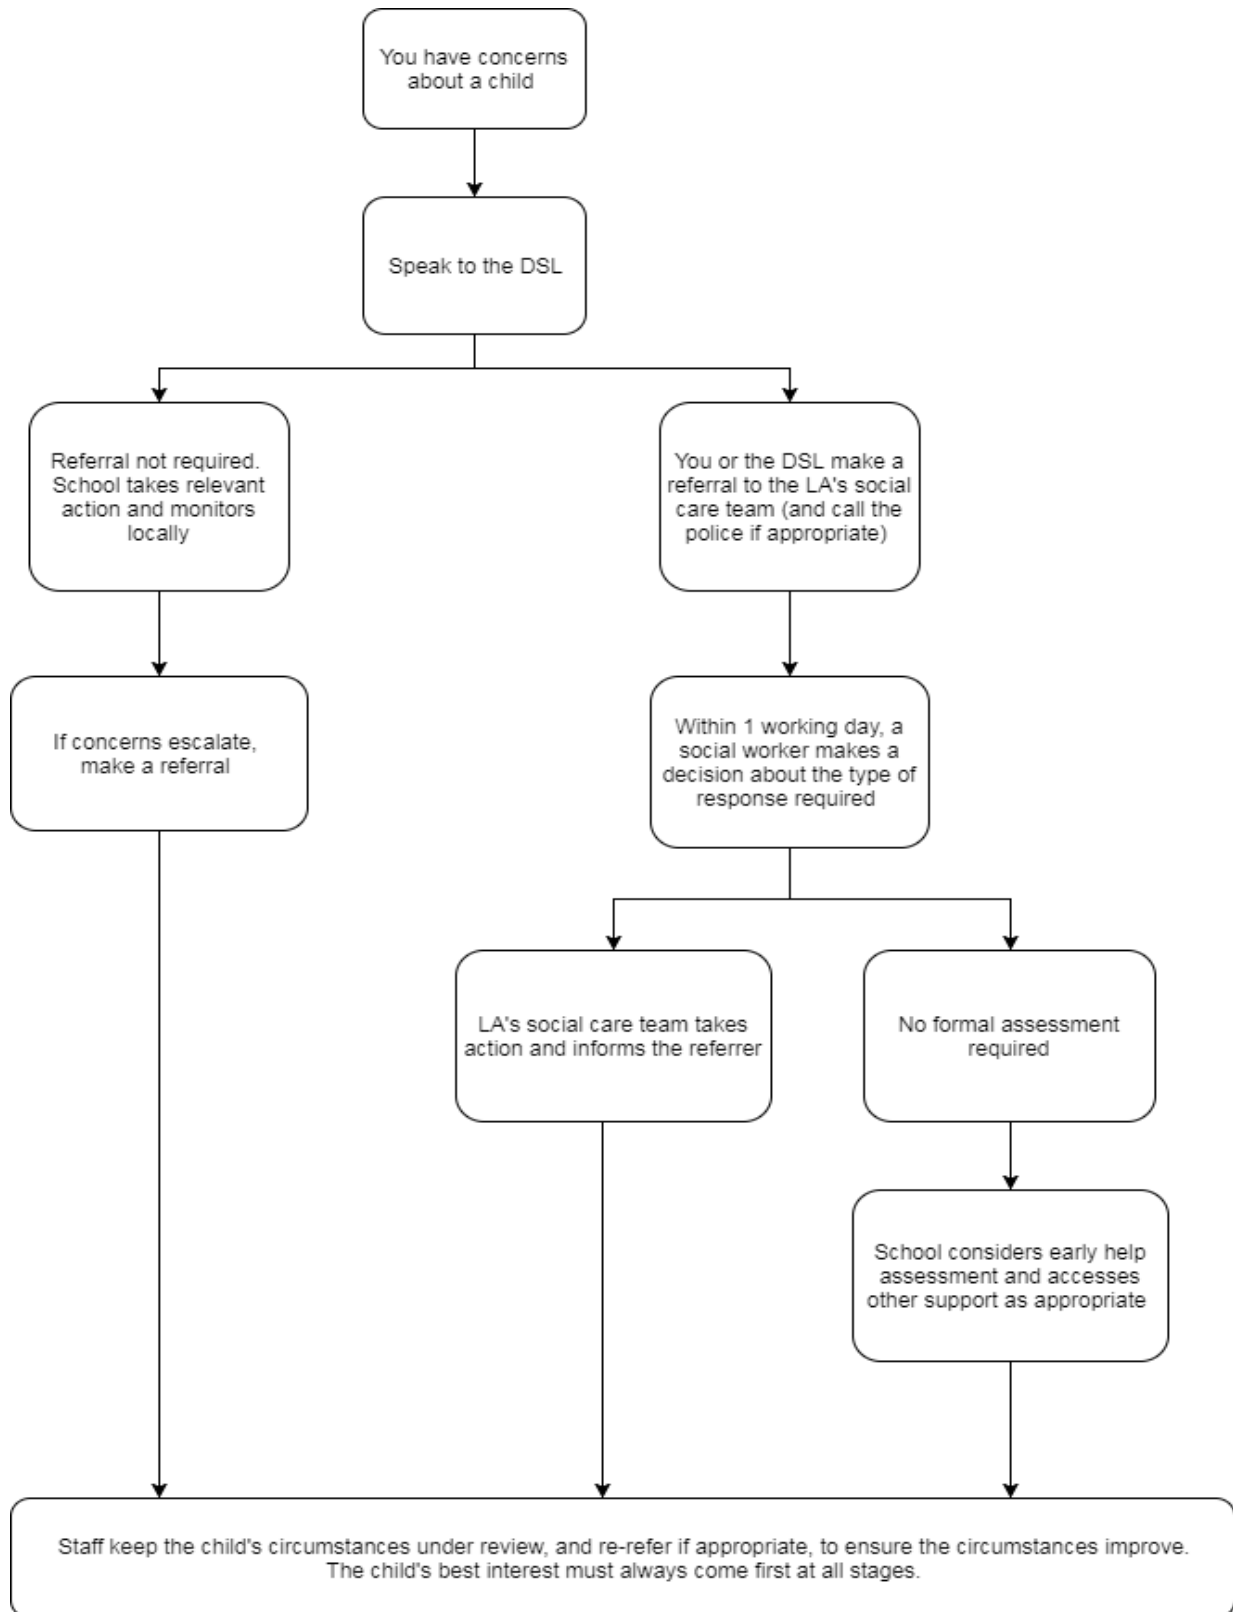 You have concerns
about a child
Speak to the DSL
Referral not required.
School takes relevant
action and monitors
locally
You or the DSL make a
referral to the LA's social
care team (and call the
police if appropriate)
If concerns escalate,
make a referral
Within 1 working day, a
social worker makes a
decision about the type of
response required
LA's social care team takes
action and informs the referrer
No formal assessment
required
School considers early help
assessment and accesses
other support as appropriate
Staff keep the child's circumstances under review, and re-refer if appropriate, to ensure the circumstances improve.
The child's best interest must always come first at all stages.